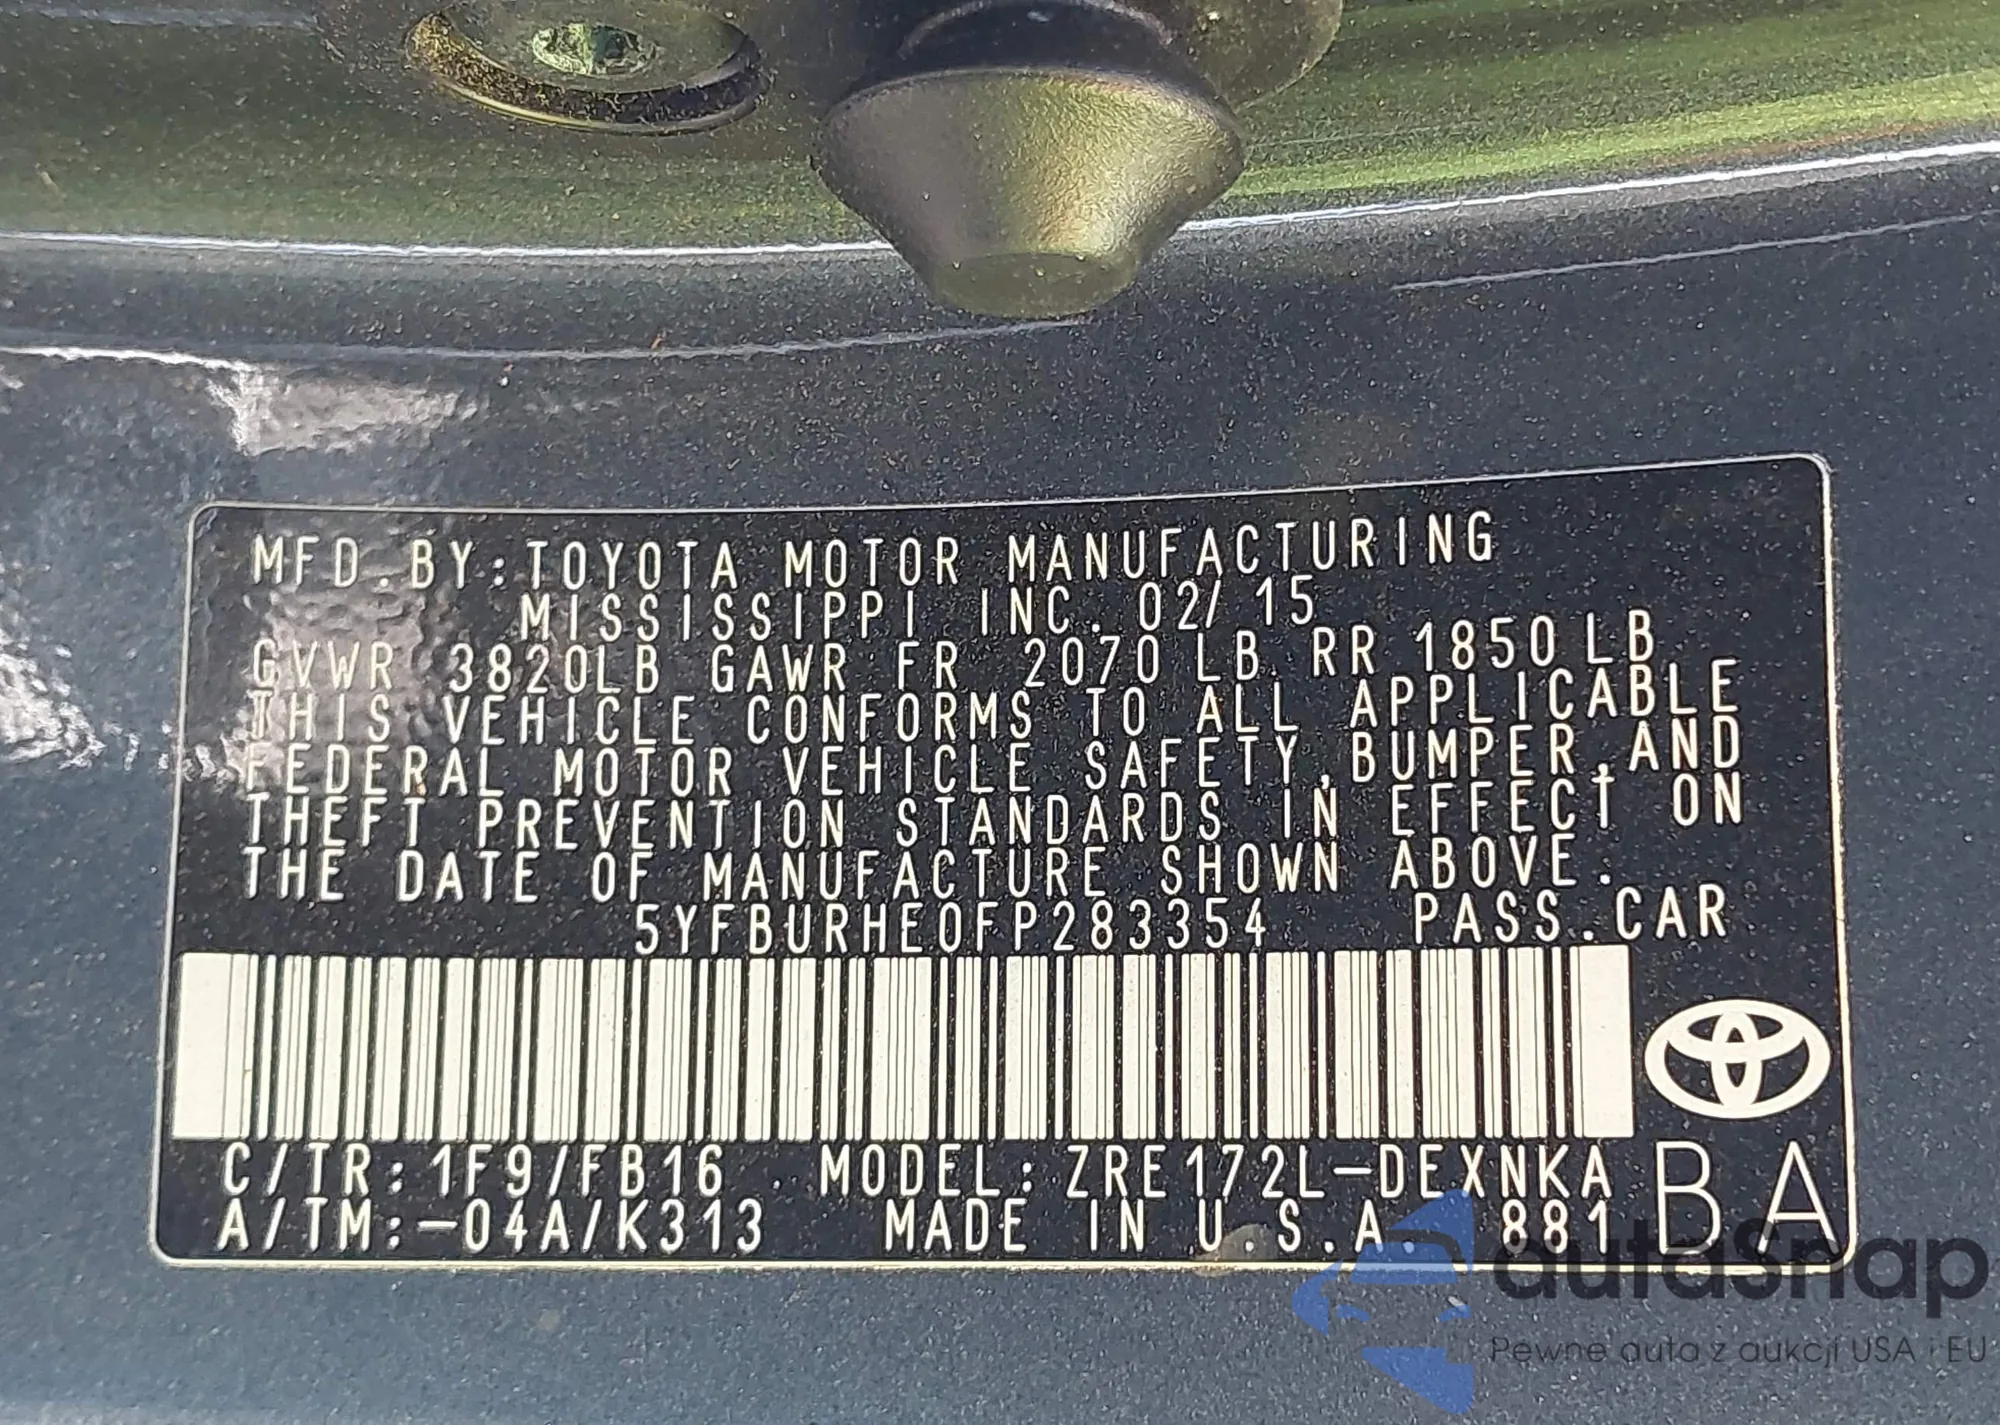 MFD.BY:TOYOTA MOTOR MANUFACTURING
MISSISSIPPI INC. 02/15
GVWR 3820LB GAWR FR 2070 LB RR 1850LB
THIS VEHICLE CONFORMS TO ALL APPLICABLE
FEDERAL MOTOR VEHICLE SAFETY,BUMPER,AND
THEFT PREVENTION STANDARDS IN EFFECT ON
THE DATE OF MANUFACTURE SHOWN ABOVE.
5YFBURHE0FP283354 PASS.CAR
C/TR:1F9/FB16 MODEL:ZRE172L-DEXNKA
A/TM:-04A/K313 MADE IN U.S.A. 881
BA
autasnap
Pewne auta z aukcji USA i EU